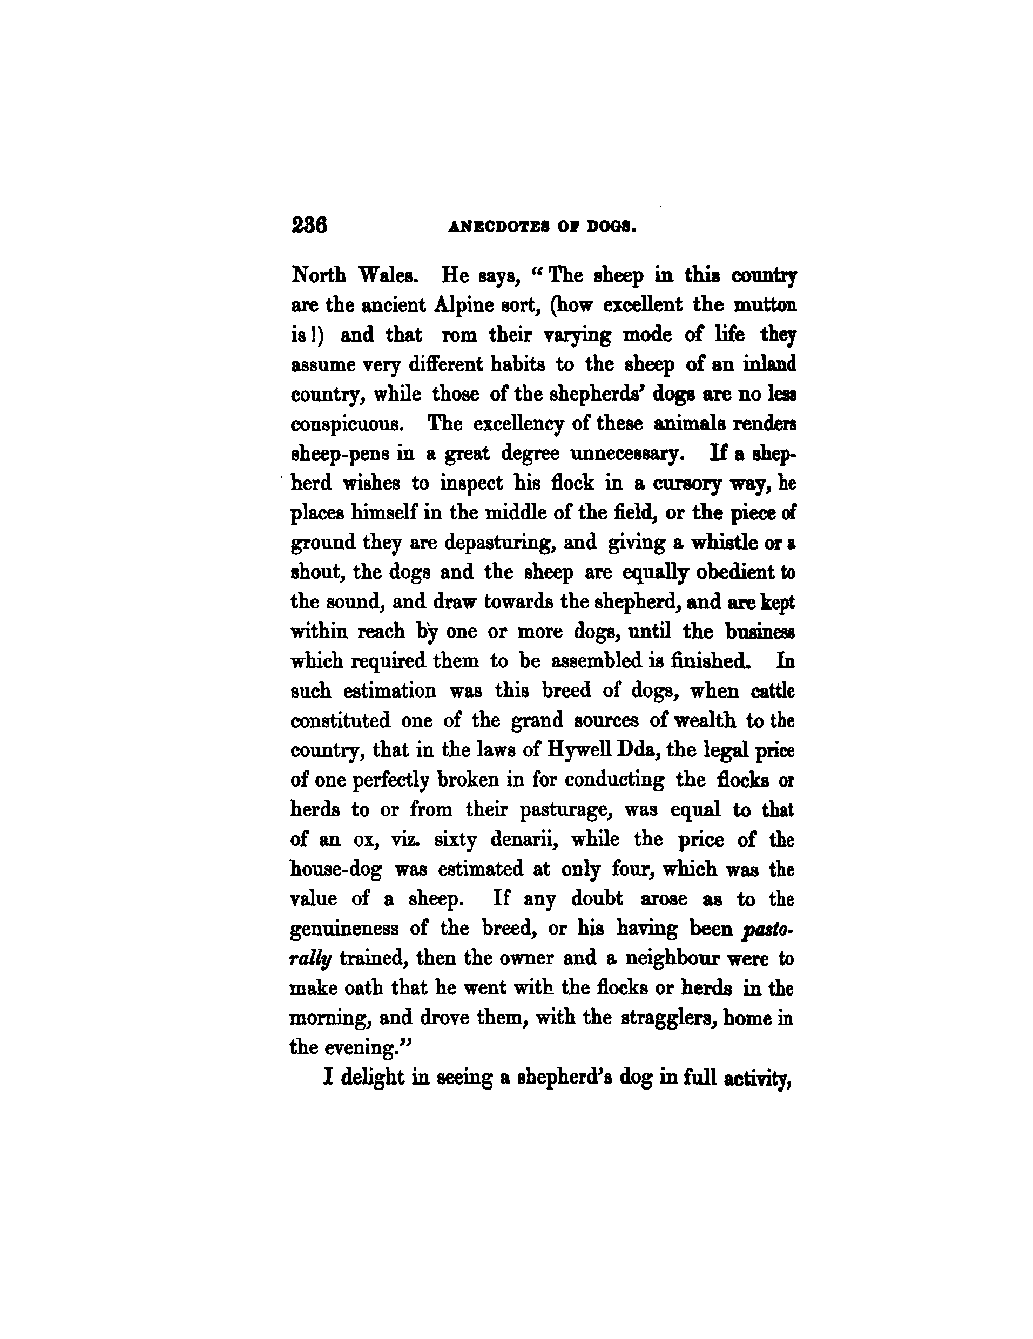 236 ANECDOTES OF DOGS.
North Wales. He says, “The sheep in this country
are the ancient Alpine sort, (how excellent the mutton
is!) and that rom their varying mode of life they
assume very different habits to the sheep of an inland
country, while those of the shepherds’ dogs are no less
conspicuous. The excellency of these animals renders
sheep-pens in a great degree unnecessary. If a shep-
herd wishes to inspect his flock in a cursory way, he
places himself in the middle of the field, or the piece of
ground they are depasturing, and giving a whistle or a
shout, the dogs and the sheep are equally obedient to
the sound, and draw towards the shepherd, and are kept
within reach by one or more dogs, until the business
which required them to be assembled is finished. In
such estimation was this breed of dogs, when cattle
constituted one of the grand sources of wealth to the
country, that in the laws of Hywell Dda, the legal price
of one perfectly broken in for conducting the flocks or
herds to or from their pasturage, was equal to that
of an ox, viz. sixty denarii, while the price of the
house-dog was estimated at only four, which was the
value of a sheep. If any doubt arose as to the
genuineness of the breed, or his having been pasto-
rally trained, then the owner and a neighbour were to
make oath that he went with the flocks or herds in the
morning, and drove them, with the stragglers, home in
the evening.”
I delight in seeing a shepherd’s dog in full activity,